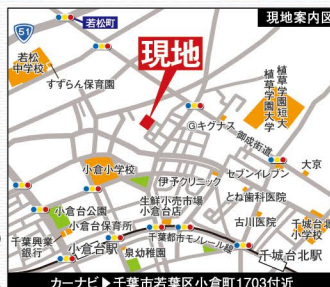 現地案内図
51
若松町
現地
若松
中学校
すずらん保育園
植草学園短大
植草学園大学
Ⓖキグナス
御成街道
大京
小倉小学校
セブンイレブン
伊予クリニック
とね歯科医院
小倉台公園
生鮮小売市場
小倉台店
古川医院
千城台北
小学校
小倉台保育所
千葉興業
銀行
小倉台駅
千葉都市モノレール線
泉幼稚園
千城台北駅
カーナビ▶千葉市若葉区小倉町1703付近